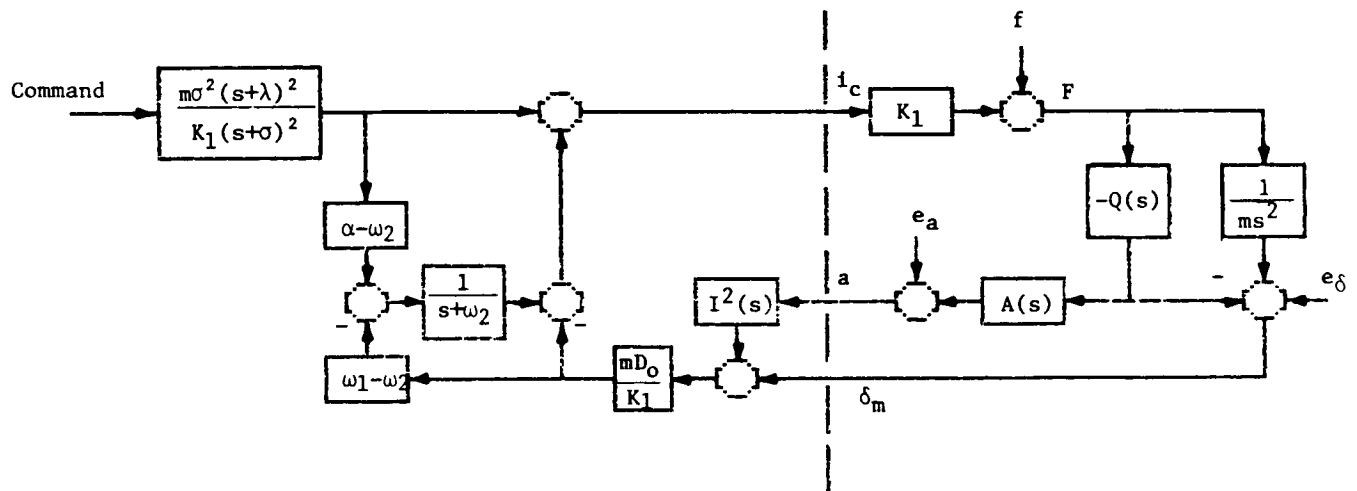 f
Command
mσ²(s+λ)²
K₁(s+σ)²
i_c
K₁
F
-Q(s)
1
ms²
α-ω₂
e_a
a
-
e_δ
1
s+ω₂
I²(s)
A(s)
-
-
ω₁-ω₂
mD_o
K₁
δ_m